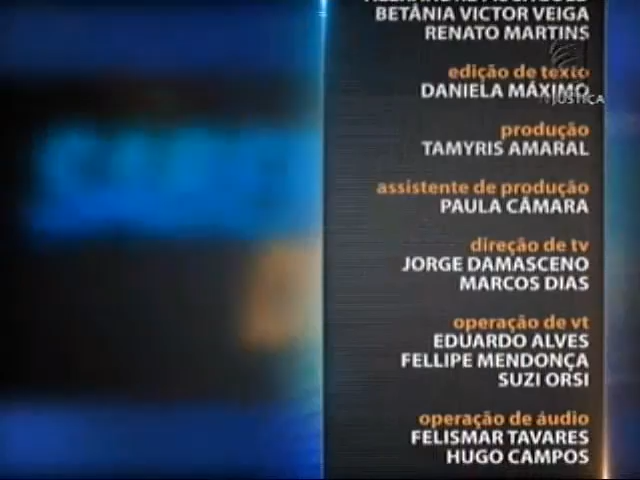 BETÂNIA VICTOR VEIGA
RENATO MARTINS
edição de texto
DANIELA MÁXIMO
TV JUSTIÇA
produção
TAMYRIS AMARAL
assistente de produção
PAULA CÂMARA
direção de tv
JORGE DAMASCENO
MARCOS DIAS
operação de vt
EDUARDO ALVES
FELLIPE MENDONÇA
SUZI ORSI
operação de áudio
FELISMAR TAVARES
HUGO CAMPOS